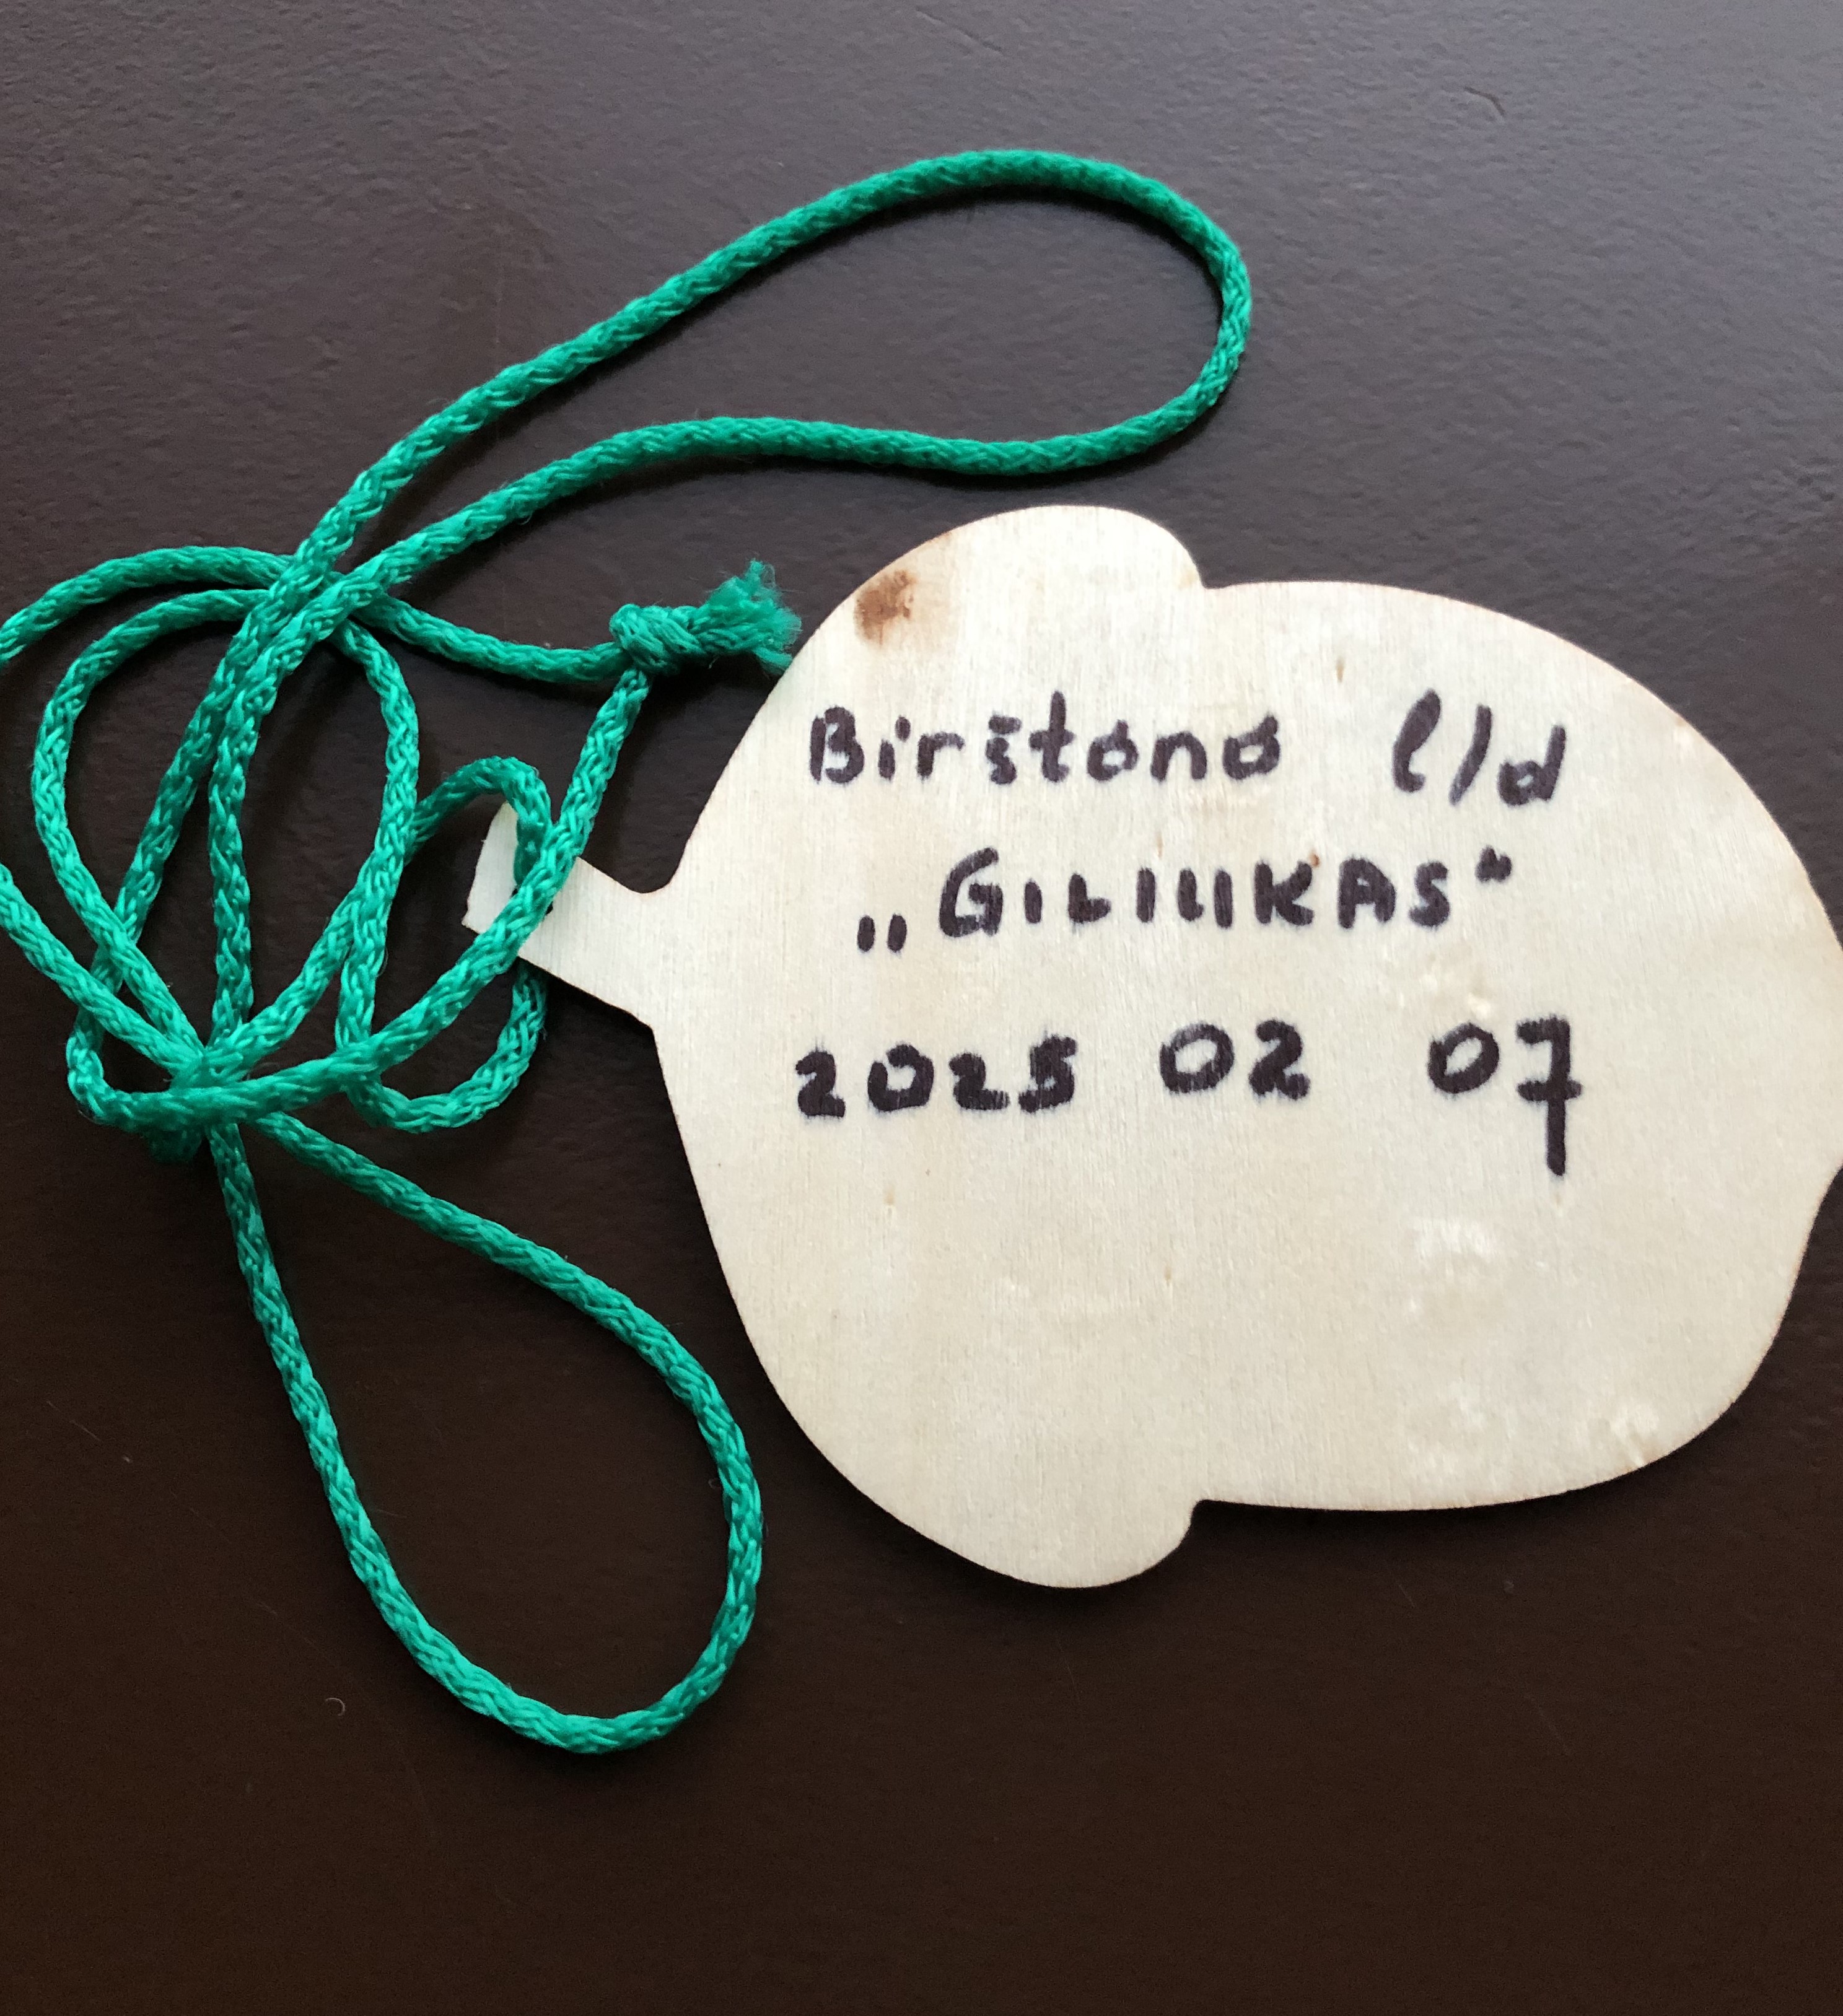 Birštono l/d
„GILIUKAS“
2025 02 07